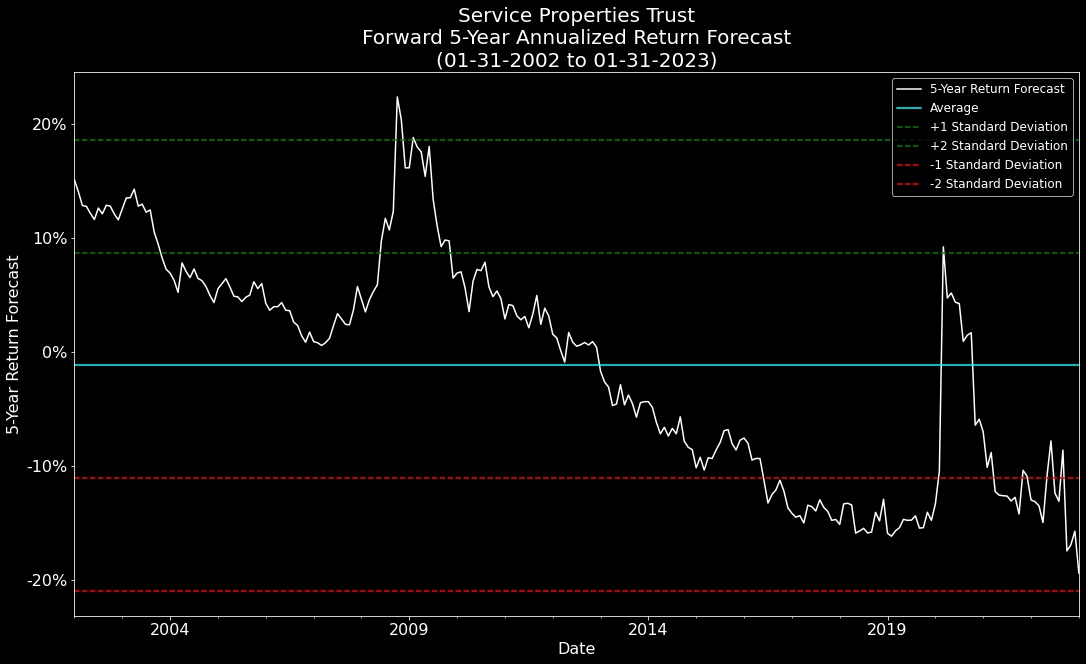 Service Properties Trust
Forward 5-Year Annualized Return Forecast
(01-31-2002 to 01-31-2023)
5-Year Return Forecast
Average
+1 Standard Deviation
+2 Standard Deviation
-1 Standard Deviation
-2 Standard Deviation
5-Year Return Forecast
20%
10%
0%
-10%
-20%
2004
2009
2014
2019
Date